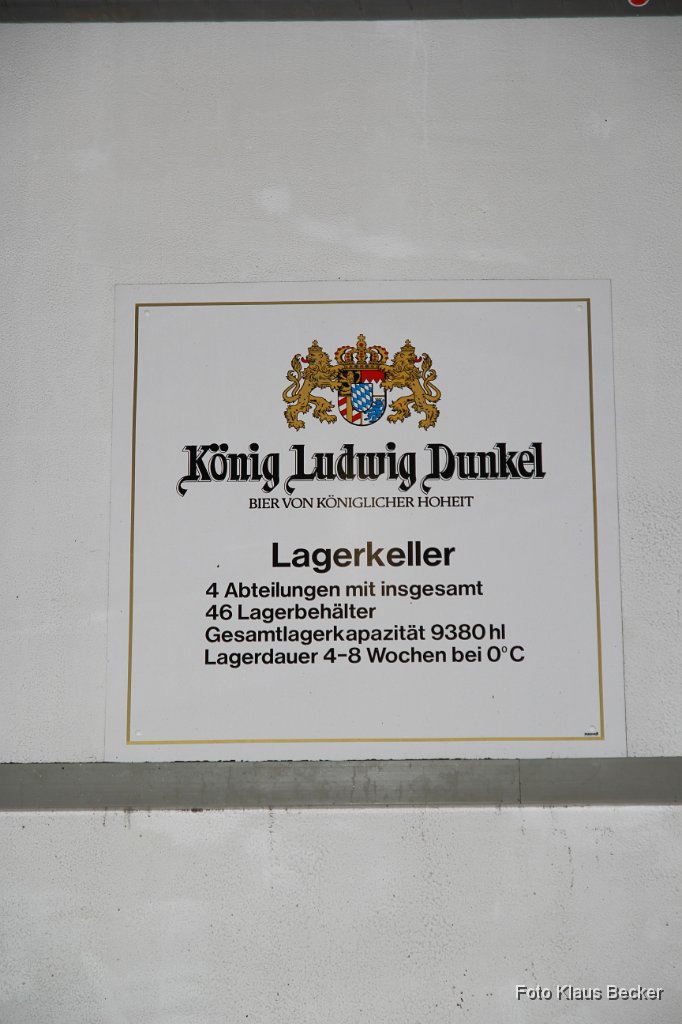 König Ludwig Dunkel
BIER VON KÖNIGLICHER HOHEIT
Lagerkeller
4 Abteilungen mit insgesamt
46 Lagerbehälter
Gesamtlagerkapazität 9380 hl
Lagerdauer 4–8 Wochen bei 0°C
Foto Klaus Becker